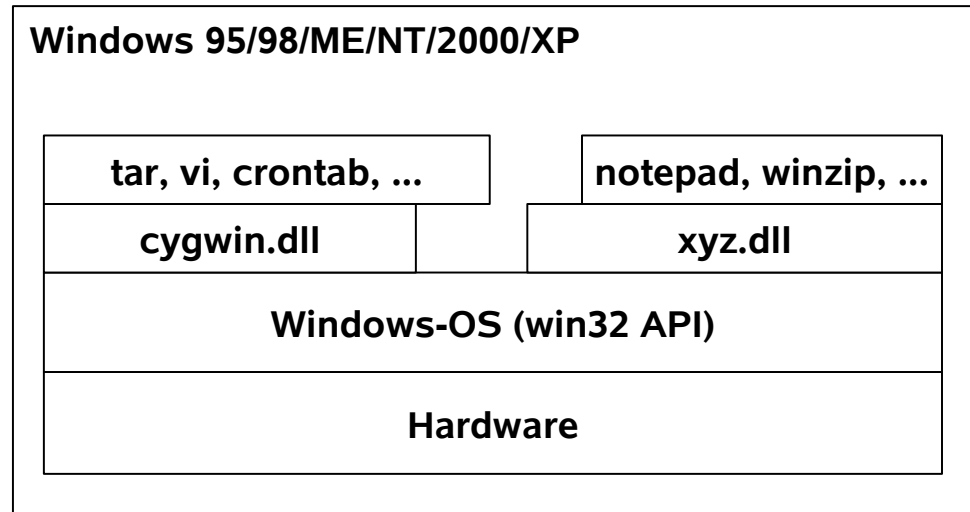 Windows 95/98/ME/NT/2000/XP
tar, vi, crontab, ...
notepad, winzip, ...
cygwin.dll
xyz.dll
Windows-OS (win32 API)
Hardware